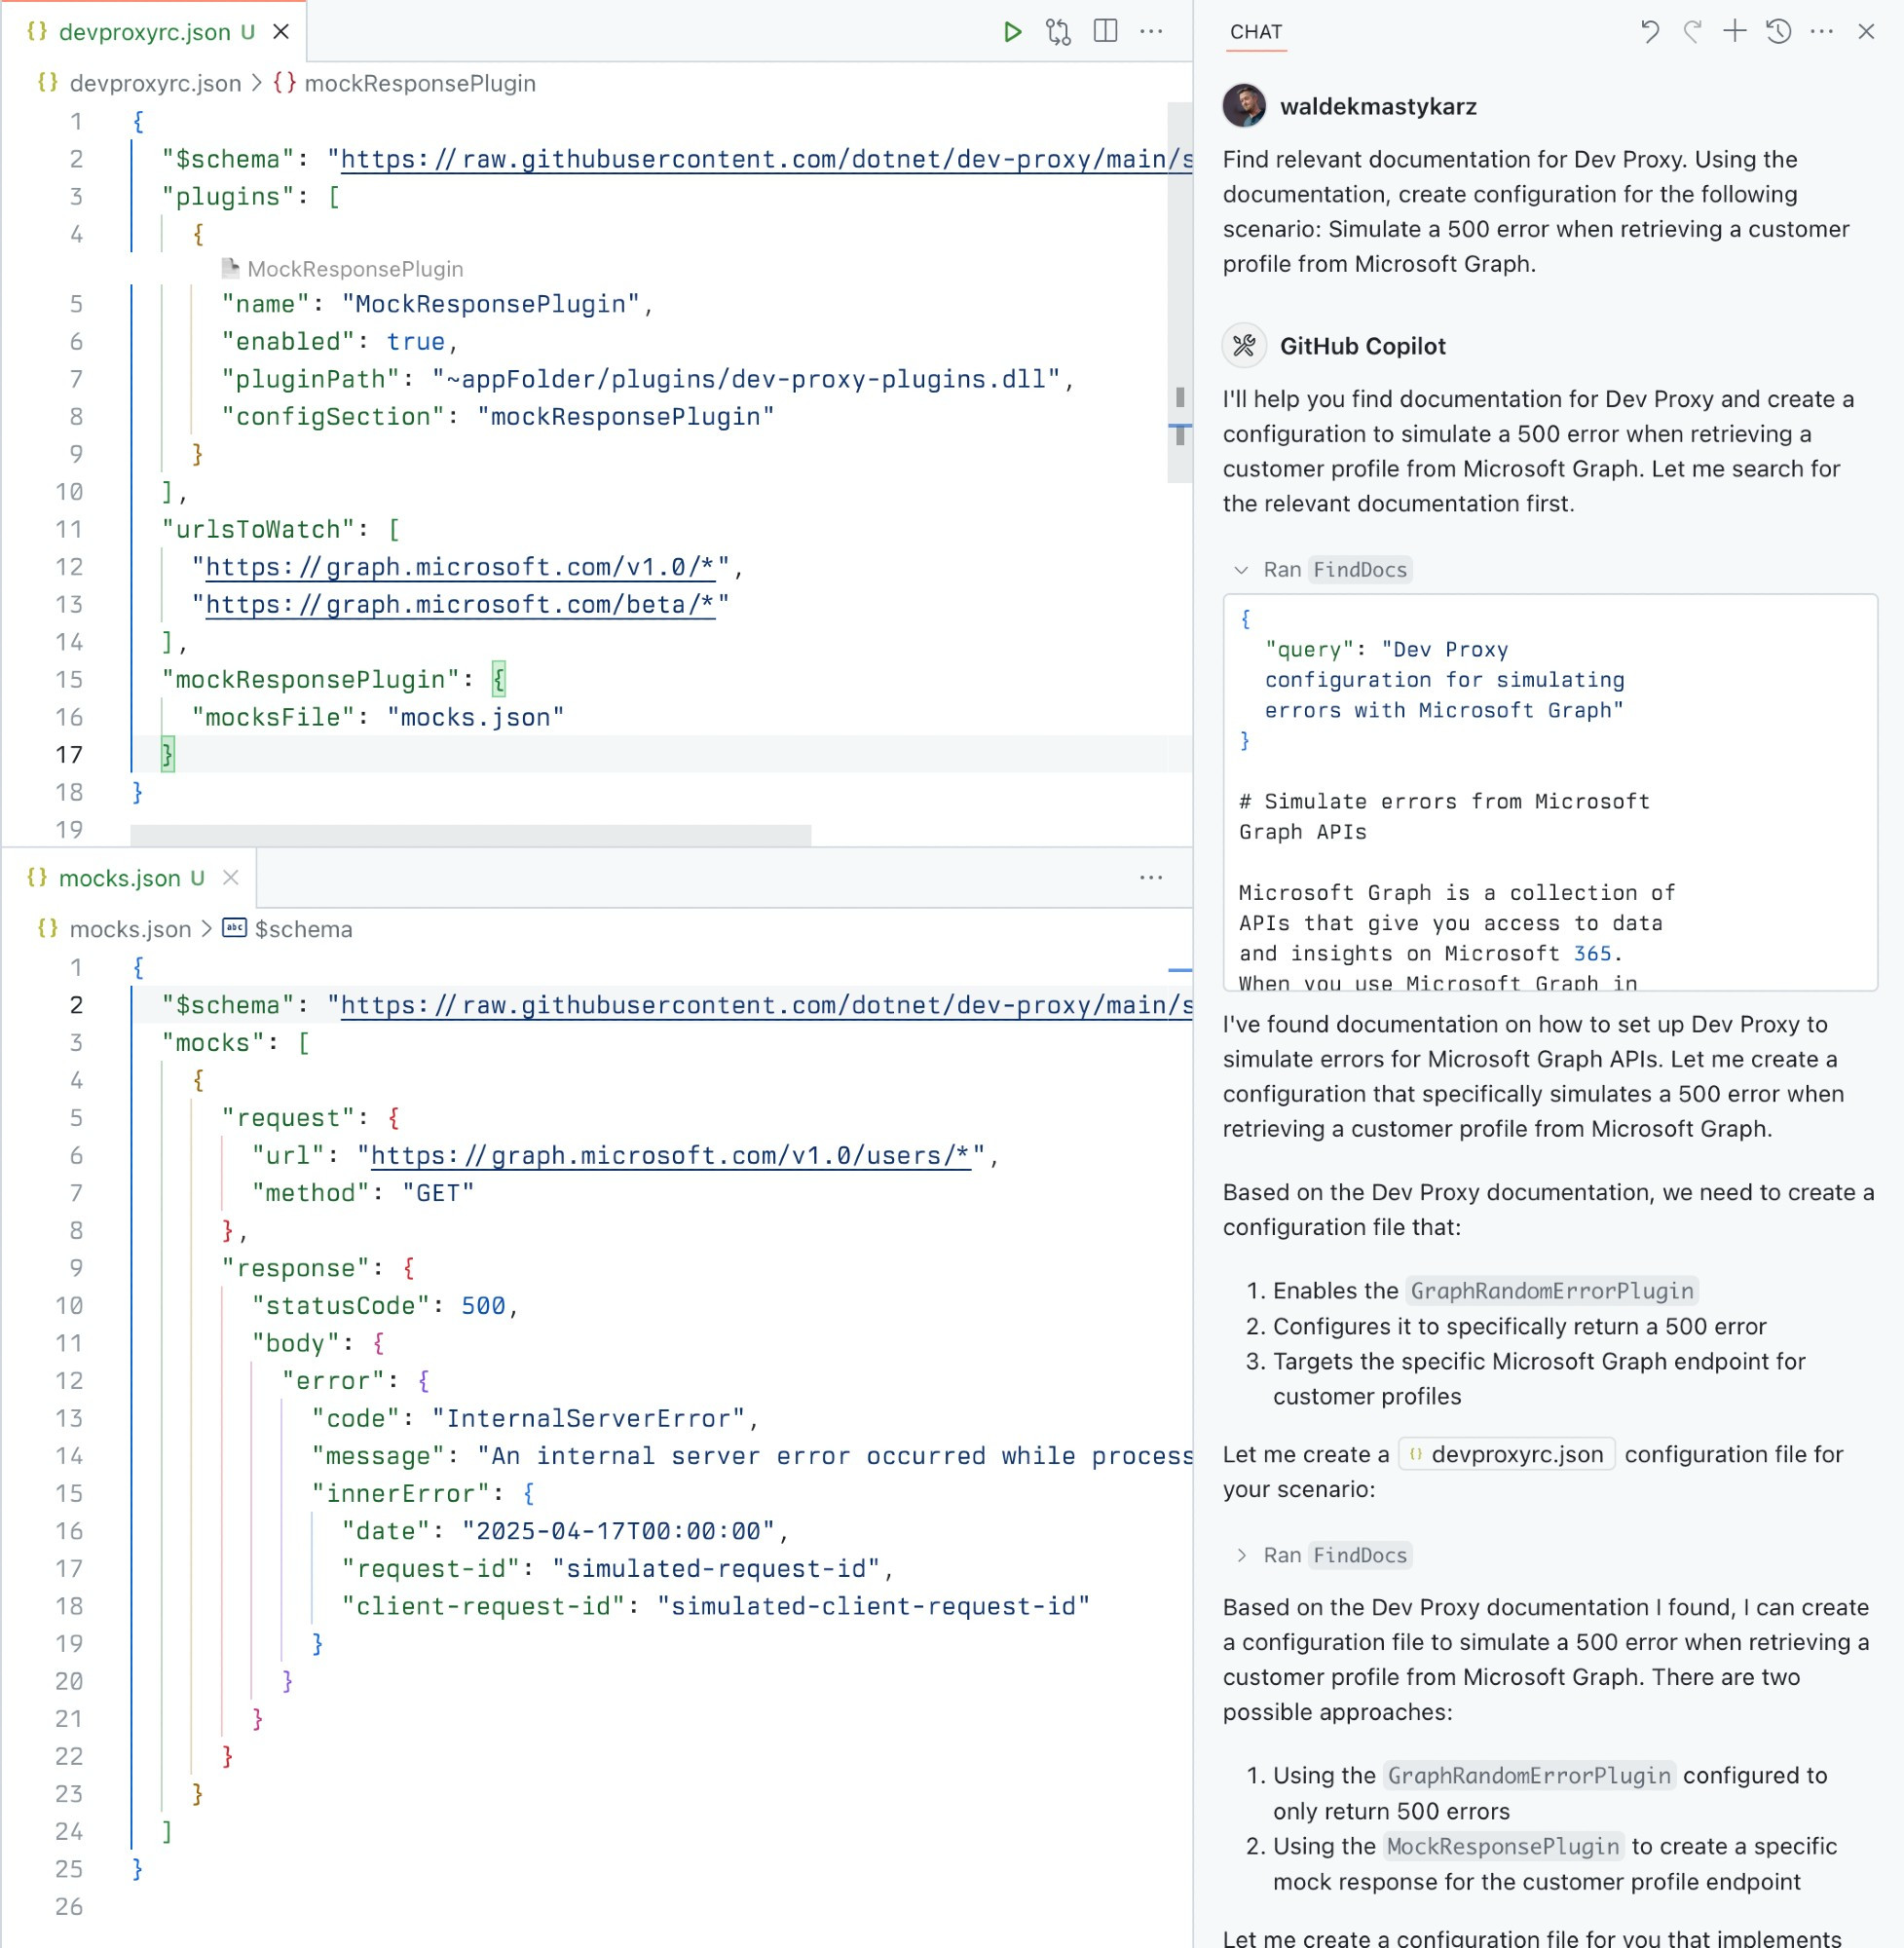 devproxyrc.json U
devproxyrc.json > {} mockResponsePlugin
1 {
2 "$schema": "https://raw.githubusercontent.com/dotnet/dev-proxy/main/s
3 "plugins": [
4 {
MockResponsePlugin
5 "name": "MockResponsePlugin",
6 "enabled": true,
7 "pluginPath": "~appFolder/plugins/dev-proxy-plugins.dll",
8 "configSection": "mockResponsePlugin"
9 }
10 ],
11 "urlsToWatch": [
12 "https://graph.microsoft.com/v1.0/*",
13 "https://graph.microsoft.com/beta/*"
14 ],
15 "mockResponsePlugin": {
16 "mocksFile": "mocks.json"
17 }
18 }
19
mocks.json U
mocks.json > abc $schema
1 {
2 "$schema": "https://raw.githubusercontent.com/dotnet/dev-proxy/main/s
3 "mocks": [
4 {
5 "request": {
6 "url": "https://graph.microsoft.com/v1.0/users/*",
7 "method": "GET"
8 },
9 "response": {
10 "statusCode": 500,
11 "body": {
12 "error": {
13 "code": "InternalServerError",
14 "message": "An internal server error occurred while process
15 "innerError": {
16 "date": "2025-04-17T00:00:00",
17 "request-id": "simulated-request-id",
18 "client-request-id": "simulated-client-request-id"
19 }
20 }
21 }
22 }
23 }
24 ]
25 }
26
CHAT
waldekmastykarz
Find relevant documentation for Dev Proxy. Using the
documentation, create configuration for the following
scenario: Simulate a 500 error when retrieving a customer
profile from Microsoft Graph.
GitHub Copilot
I'll help you find documentation for Dev Proxy and create a
configuration to simulate a 500 error when retrieving a
customer profile from Microsoft Graph. Let me search for
the relevant documentation first.
Ran FindDocs
{
"query": "Dev Proxy
configuration for simulating
errors with Microsoft Graph"
}
# Simulate errors from Microsoft
Graph APIs
Microsoft Graph is a collection of
APIs that give you access to data
and insights on Microsoft 365.
When you use Microsoft Graph in
I've found documentation on how to set up Dev Proxy to
simulate errors for Microsoft Graph APIs. Let me create a
configuration that specifically simulates a 500 error when
retrieving a customer profile from Microsoft Graph.
Based on the Dev Proxy documentation, we need to create a
configuration file that:
1. Enables the GraphRandomErrorPlugin
2. Configures it to specifically return a 500 error
3. Targets the specific Microsoft Graph endpoint for
customer profiles
Let me create a {} devproxyrc.json configuration file for
your scenario:
Ran FindDocs
Based on the Dev Proxy documentation I found, I can create
a configuration file to simulate a 500 error when retrieving a
customer profile from Microsoft Graph. There are two
possible approaches:
1. Using the GraphRandomErrorPlugin configured to
only return 500 errors
2. Using the MockResponsePlugin to create a specific
mock response for the customer profile endpoint
Let me create a configuration file for you that implements